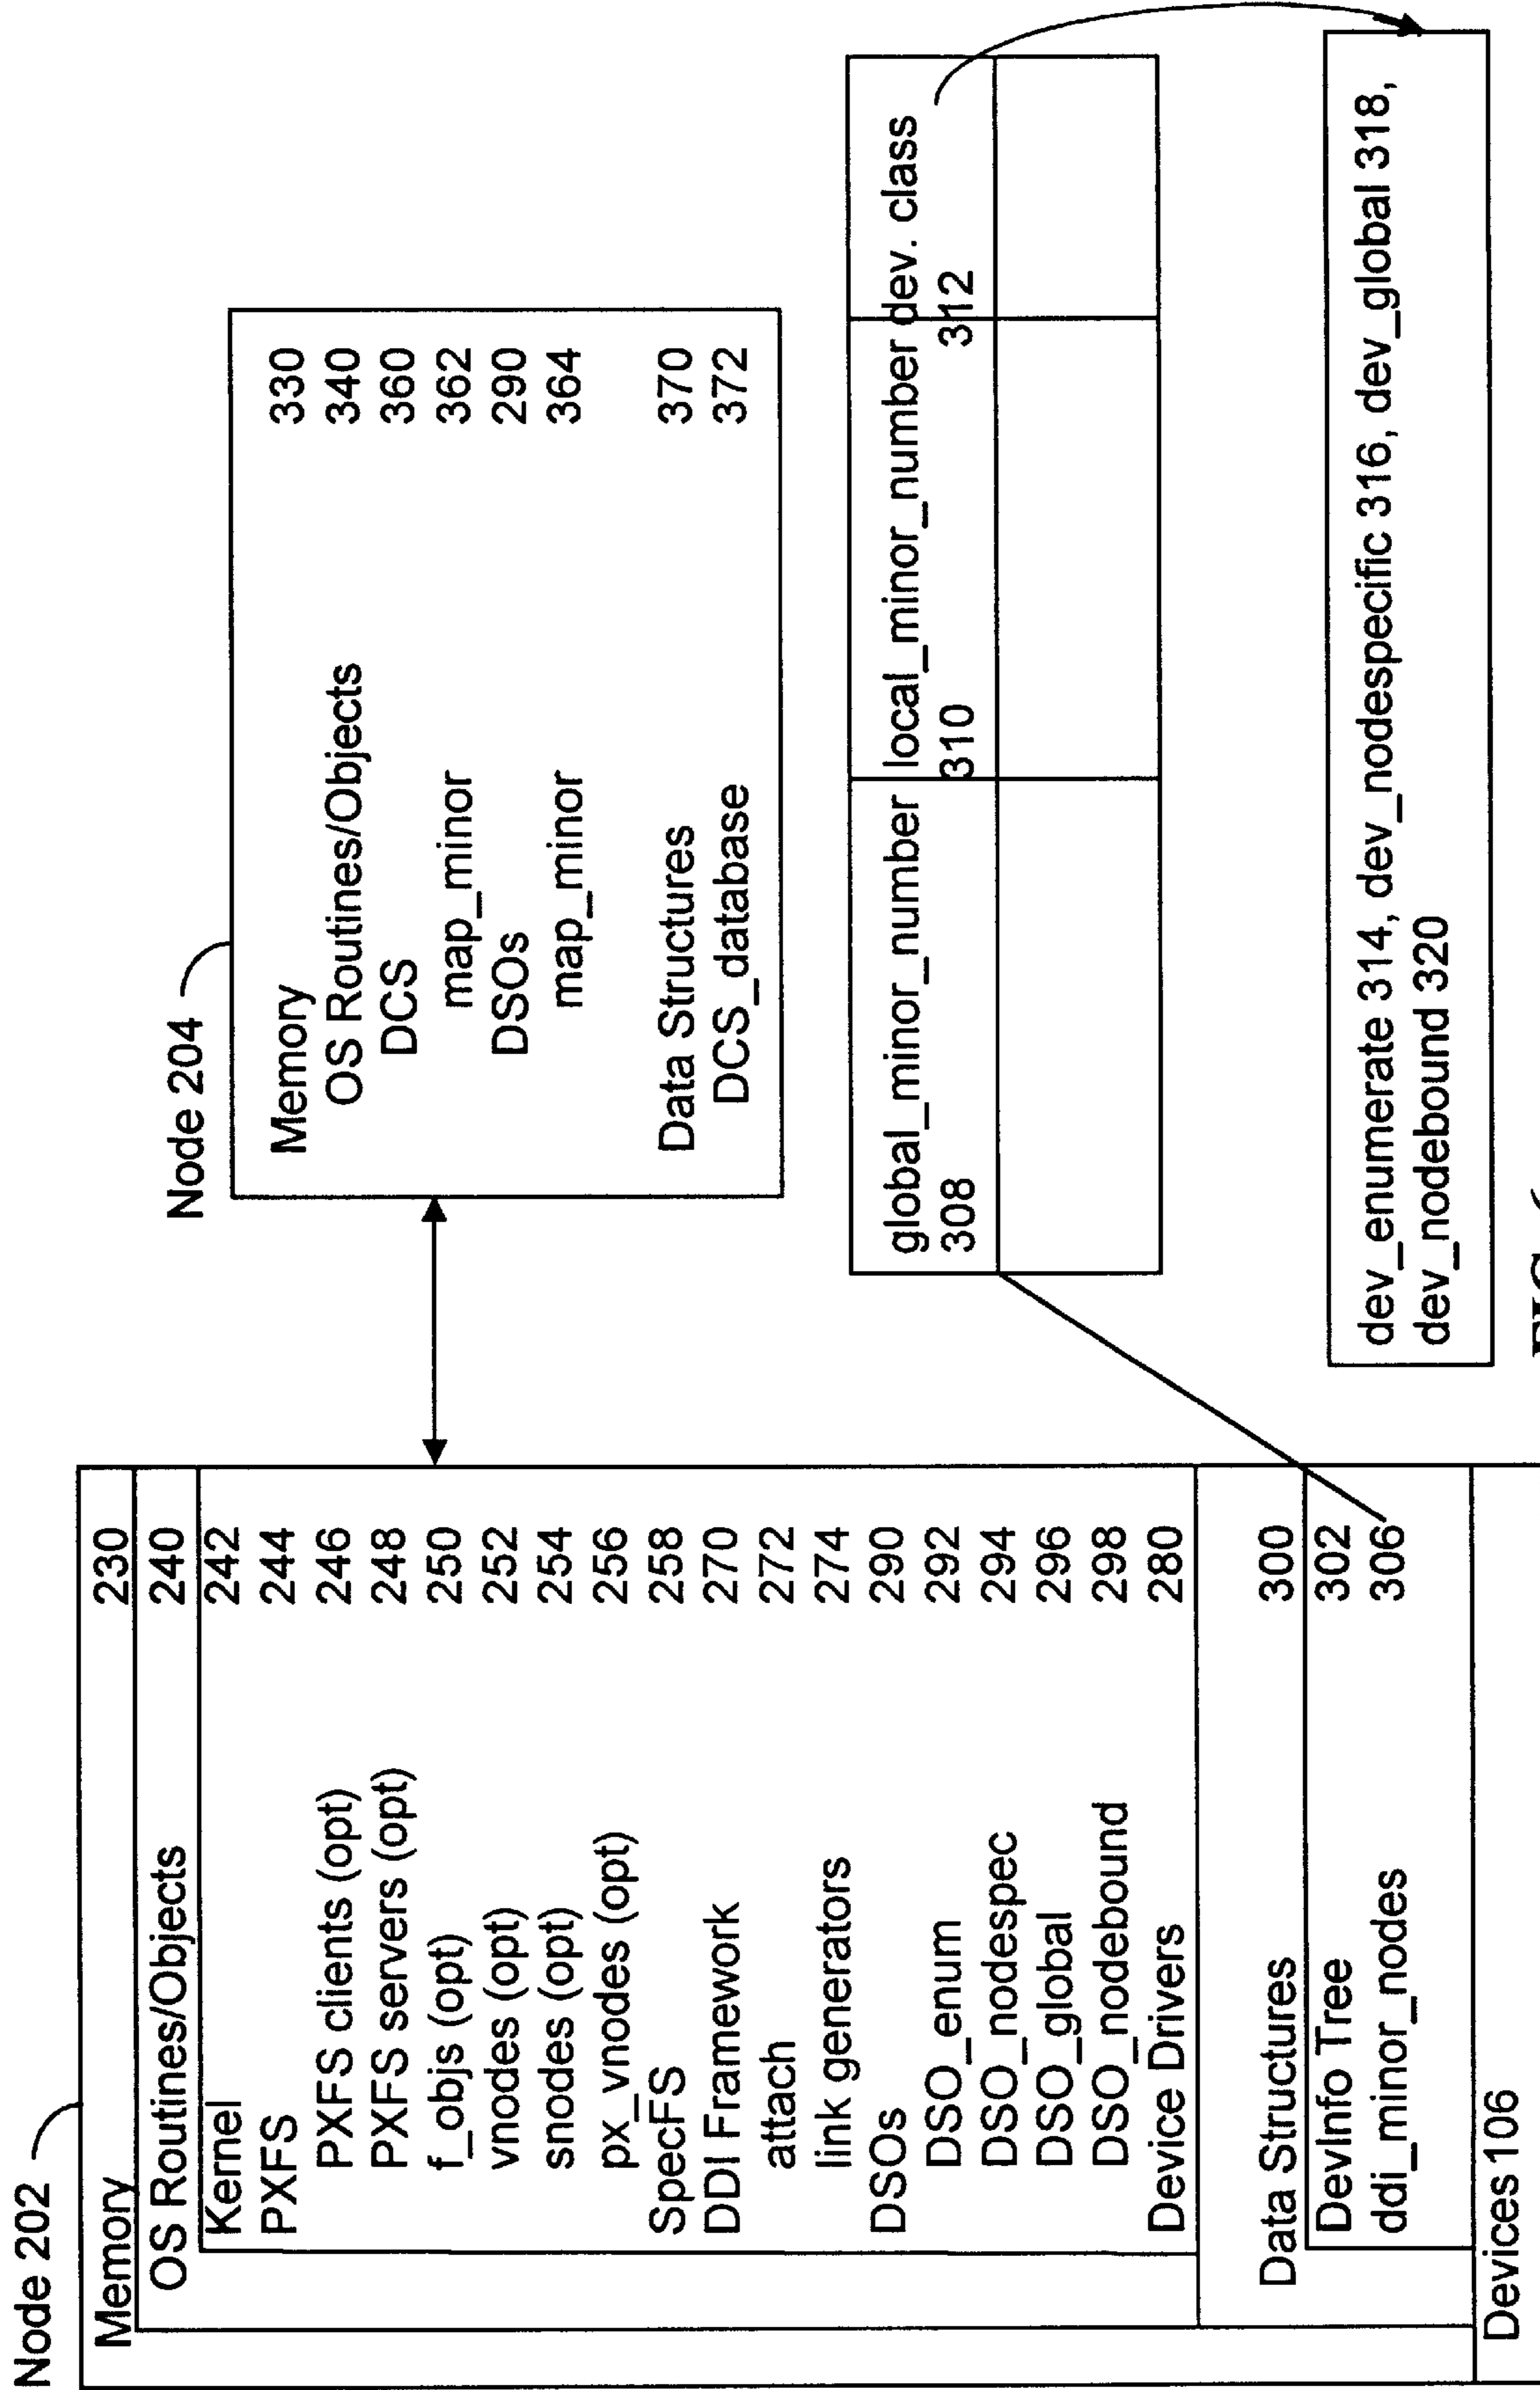 Node 202
Memory 230
OS Routines/Objects 240
Kernel 242
PXFS 244
PXFS clients (opt) 246
PXFS servers (opt) 248
f_objs (opt) 250
vnodes (opt) 252
snodes (opt) 254
px_vnodes (opt) 256
SpecFS 258
DDI Framework 270
attach 272
link generators 274
DSOs 290
DSO_enum 292
DSO_nodespec 294
DSO_global 296
DSO_nodebound 298
Device Drivers 280
Data Structures 300
DevInfo Tree 302
ddi_minor_nodes 306
Devices 106
Node 204
Memory 330
OS Routines/Objects 340
DCS 360
map_minor 362
DSOs 290
map_minor 364
Data Structures 370
DCS_database 372
global_minor_number local_minor_number dev. class
308 310 312
dev_enumerate 314, dev_nodespecific 316, dev_global 318,
dev_nodebound 320